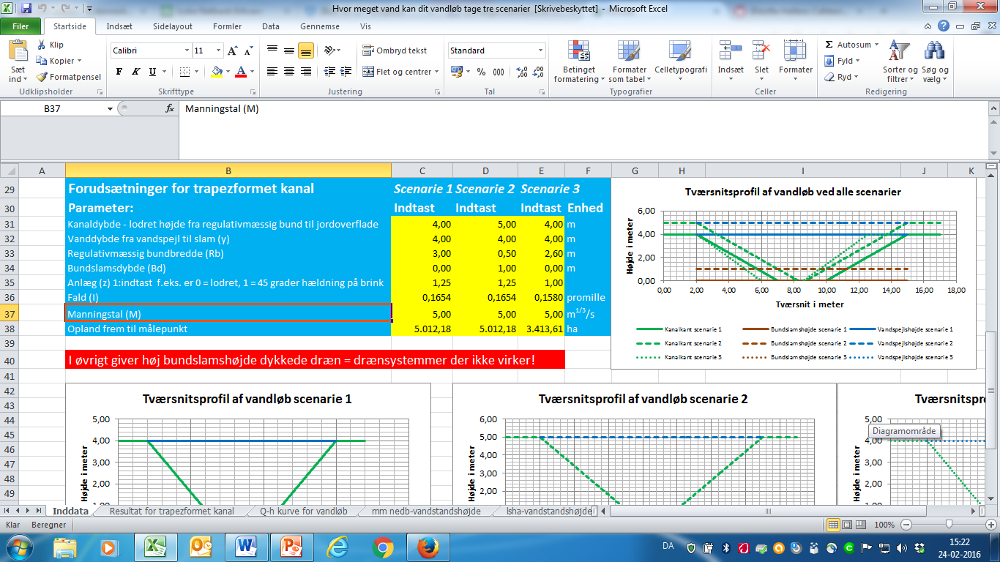 Hvor meget vand kan dit vandløb tage tre scenarier [Skrivebeskyttet] - Microsoft Excel
Filer Startside Indsæt Sidelayout Formler Data Gennemse Vis
Sæt ind
Klip
Kopier
Formatpensel
Udklipsholder
Calibri 11
F K U
Skrifttype
Ombryd tekst
Flet og centrer
Justering
Standard
% 000
Tal
Betinget formatering
Formater som tabel
Celletypografi
Typografier
Indsæt Slet Formater
Celler
Autosum
Fyld
Ryd
Sorter og filtrer
Søg og vælg
Redigering
B37 fx Manningstal (M)
A B C D E F G H I J K
29 Forudsætninger for trapezformet kanal Scenarie 1 Scenarie 2 Scenarie 3
30 Parameter: Indtast Indtast Indtast Enhed
31 Kanaldybde - lodret højde fra regulativmæssig bund til jordoverflade 4,00 5,00 4,00 m
32 Vanddybde fra vandspejl til slam (y) 4,00 4,00 4,00 m
33 Regulativmæssig bundbredde (Rb) 3,00 0,50 2,60 m
34 Bundslamsdybde (Bd) 0,00 1,00 0,00 m
35 Anlæg (z) 1:indtast f.eks. er 0 = lodret, 1 = 45 grader hældning på brink 1,25 1,25 1,00
36 Fald (I) 0,1654 0,1654 0,1580 promille
37 Manningstal (M) 5,00 5,00 5,00 m1/3/s
38 Opland frem til målepunkt 5.012,18 5.012,18 3.413,61 ha
39
40 I øvrigt giver høj bundslamshøjde dykkede dræn = drænsystemmer der ikke virker!
41
42
43
44
45
46
47
48
49
Tværsnitsprofil af vandløb ved alle scenarier
Højde i meter
6,00
4,00
2,00
0,00
0,00 2,00 4,00 6,00 8,00 10,00 12,00 14,00 16,00 18,00
Tværsnit i meter
Kanalkant scenarie 1 Bundslamshøjde scenarie 1 Vandspejlshøjde scenarie 1
Kanalkant scenarie 2 Bundslamshøjde scenarie 2 Vandspejlshøjde scenarie 2
Kanalkant scenarie 3 Bundslamshøjde scenarie 3 Vandspejlshøjde scenarie 3
Tværsnitsprofil af vandløb scenarie 1
Højde i meter
5,00
4,00
3,00
2,00
Tværsnitsprofil af vandløb scenarie 2
Højde i meter
6,00
5,00
4,00
3,00
2,00
Tværsnitspr
Højde i meter
5,00
4,00
3,00
2,00
1,00
Diagramområde
Inddata Resultat for trapezformet kanal Q-h kurve for vandløb mm nedb-vandstandshøjde lsha-vandstandshøjde
Klar Beregner 100%
DA
15:22
24-02-2016